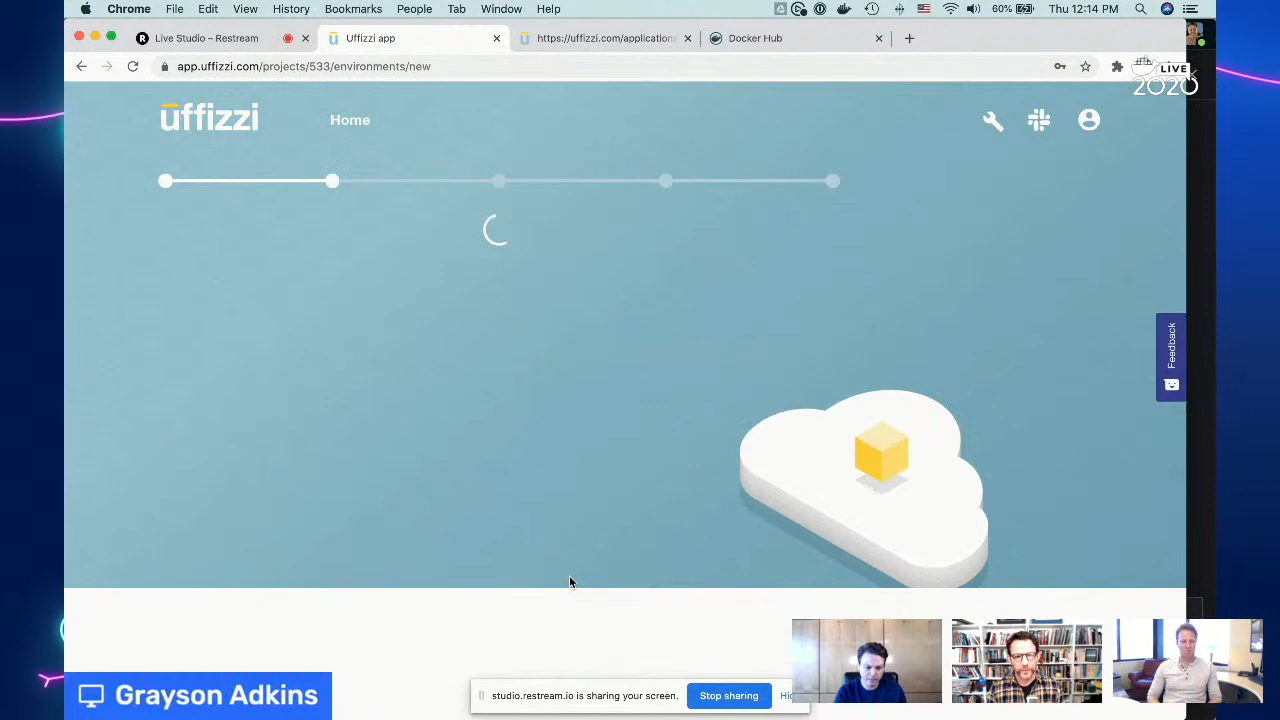 Chrome File Edit View History Bookmarks People Tab Window Help
60% Thu 12:14 PM
Live Studio – Restream
Uffizzi app
https://uffizzi.com/application
Docker Hub
app.uffizzi.com/projects/533/environments/new
LIVE
2020
uffizzi
Home
Feedback
studio.restream.io is sharing your screen.
Stop sharing
Hid
Grayson Adkins